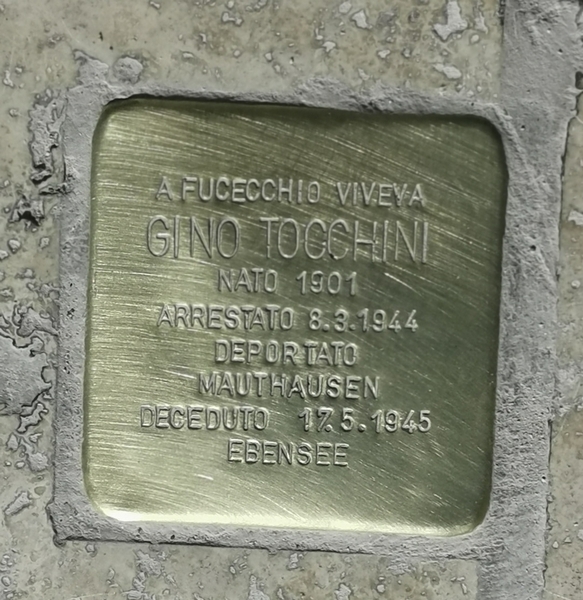 A FUCECCHIO VIVEVA
GINO TOCCHINI
NATO 1901
ARRESTATO 8.3.1944
DEPORTATO
MAUTHAUSEN
DECEDUTO 17.5.1945
EBENSEE